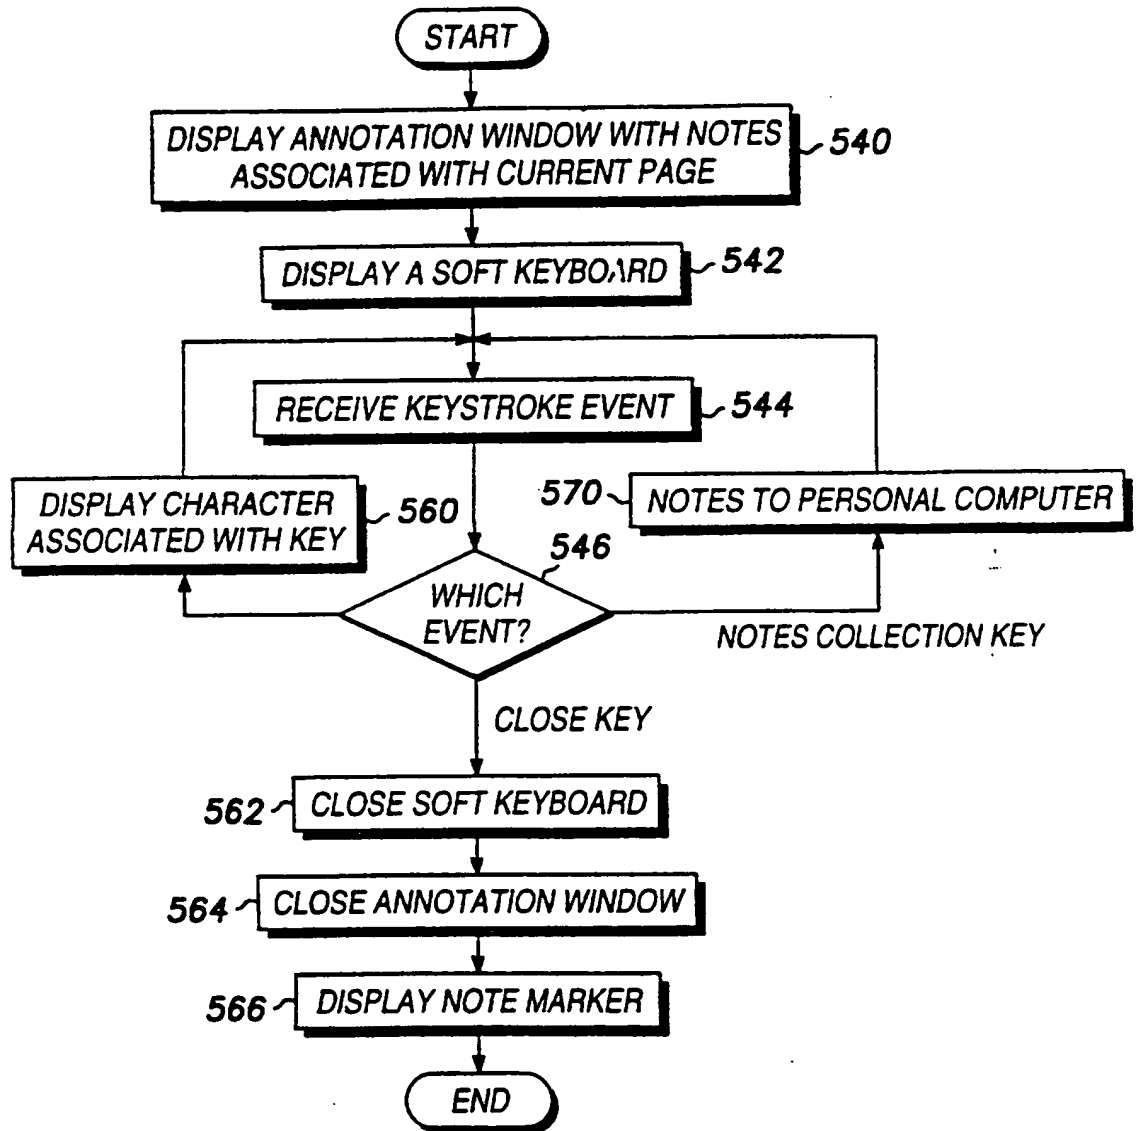 START
DISPLAY ANNOTATION WINDOW WITH NOTES
ASSOCIATED WITH CURRENT PAGE
540
DISPLAY A SOFT KEYBOARD
542
RECEIVE KEYSTROKE EVENT
544
DISPLAY CHARACTER
ASSOCIATED WITH KEY
560
570
NOTES TO PERSONAL COMPUTER
546
WHICH
EVENT?
NOTES COLLECTION KEY
CLOSE KEY
562
CLOSE SOFT KEYBOARD
564
CLOSE ANNOTATION WINDOW
566
DISPLAY NOTE MARKER
END